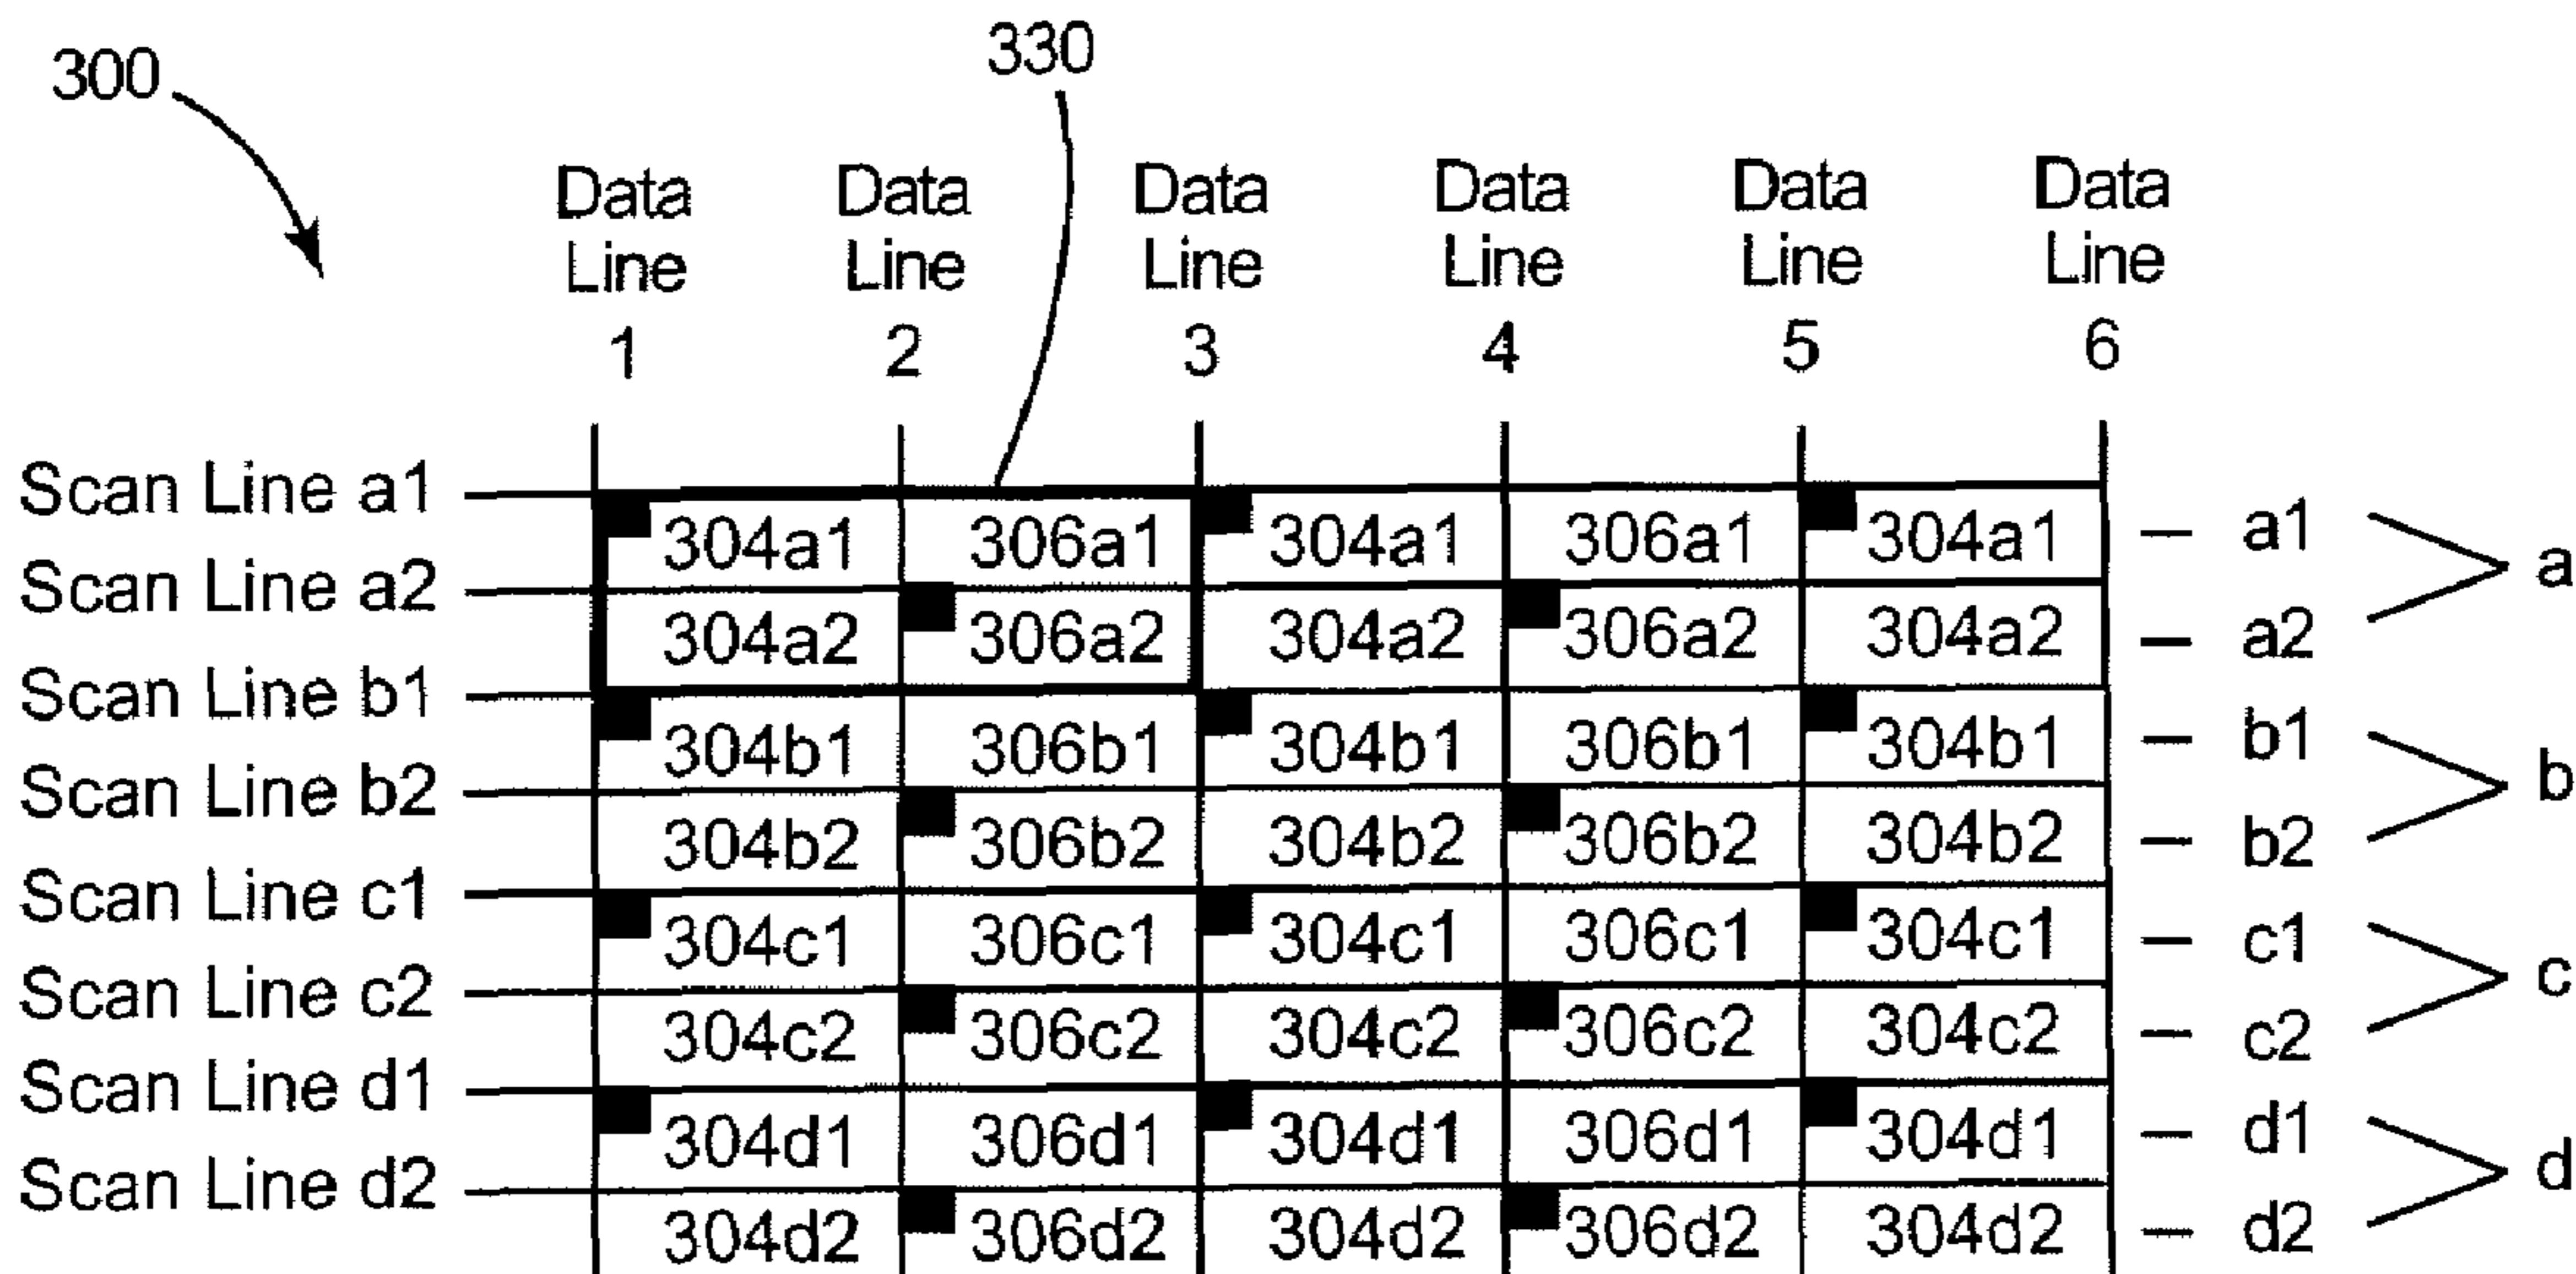 300
330
Data Line 1
Data Line 2
Data Line 3
Data Line 4
Data Line 5
Data Line 6
Scan Line a1
304a1 306a1 304a1 306a1 304a1 a1
a
Scan Line a2
304a2 306a2 304a2 306a2 304a2 a2
Scan Line b1
304b1 306b1 304b1 306b1 304b1 b1
b
Scan Line b2
304b2 306b2 304b2 306b2 304b2 b2
Scan Line c1
304c1 306c1 304c1 306c1 304c1 c1
c
Scan Line c2
304c2 306c2 304c2 306c2 304c2 c2
Scan Line d1
304d1 306d1 304d1 306d1 304d1 d1
d
Scan Line d2
304d2 306d2 304d2 306d2 304d2 d2